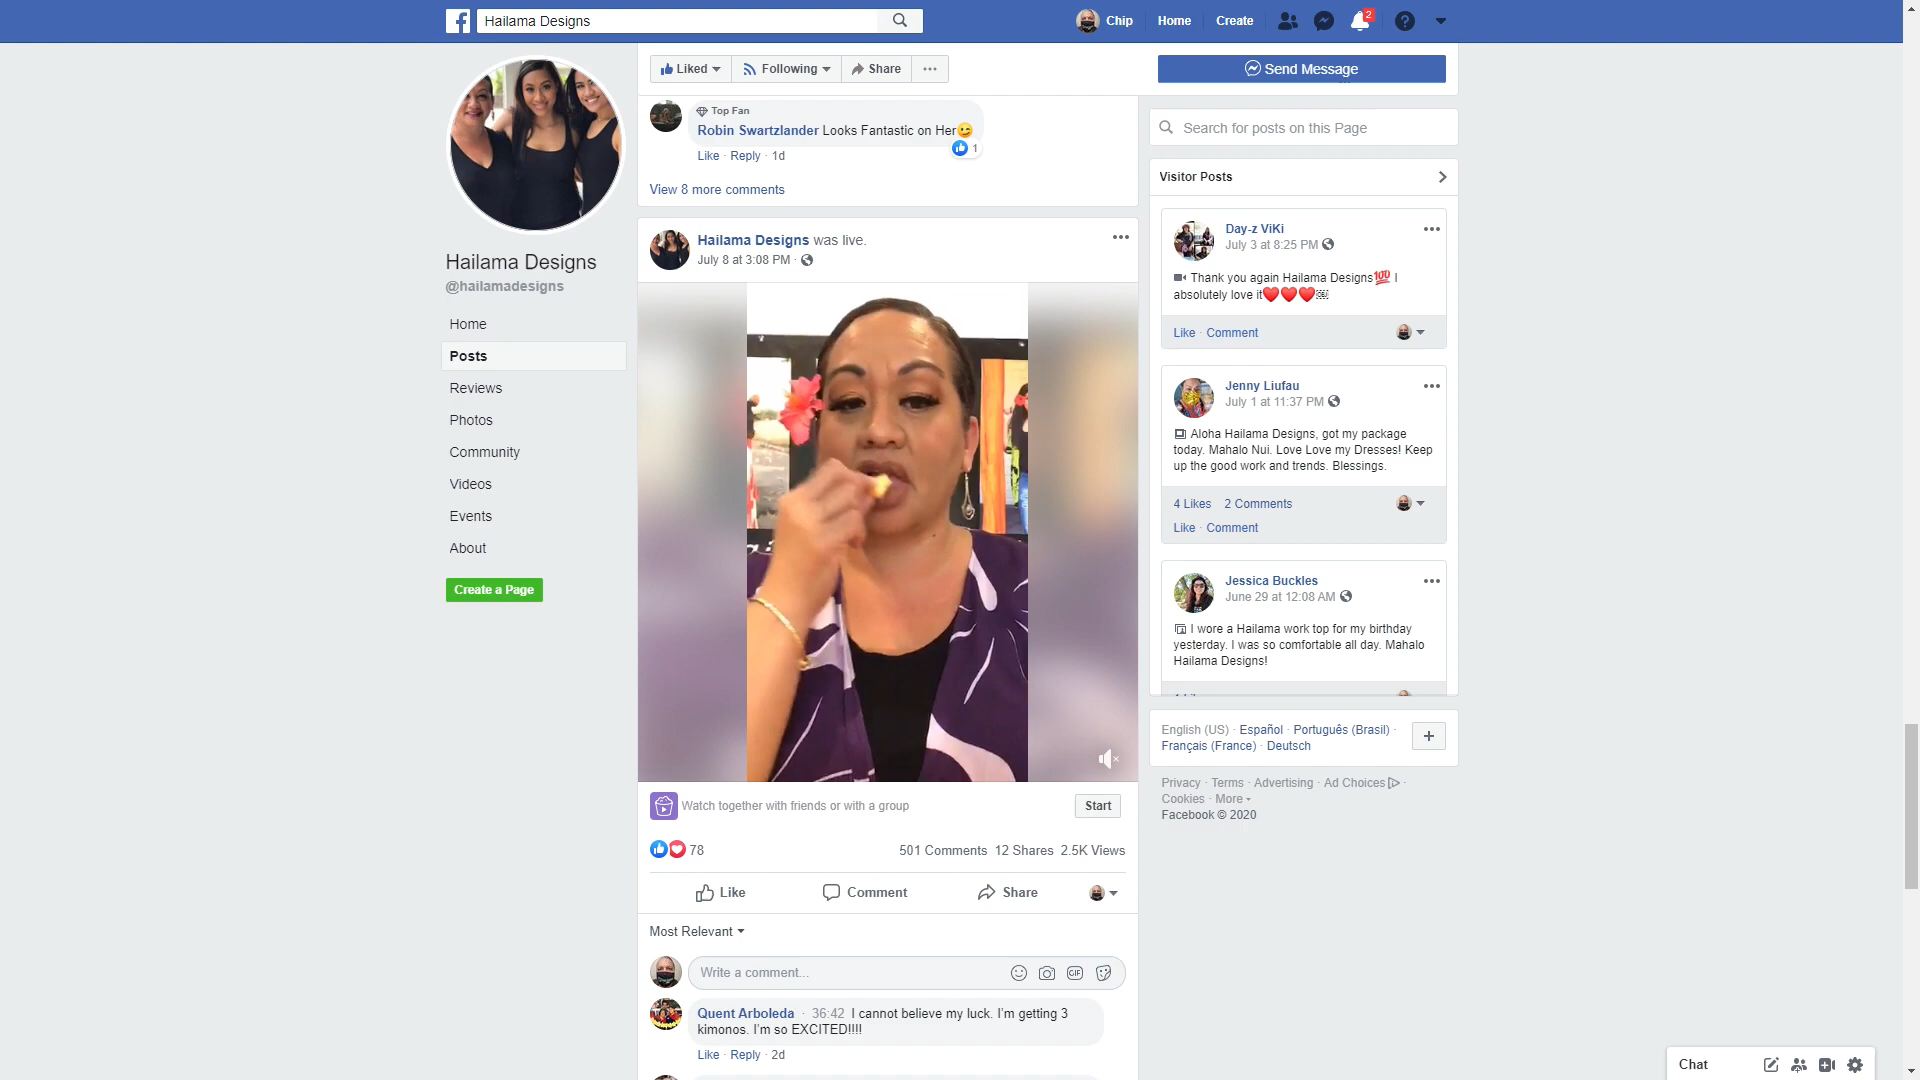 Hailama Designs
Chip
Home
Create
2
Liked
Following
Share
Send Message
Hailama Designs
@hailamadesigns
Home
Posts
Reviews
Photos
Community
Videos
Events
About
Create a Page
Top Fan
Robin Swartzlander Looks Fantastic on Her😉
1
Like · Reply · 1d
View 8 more comments
Hailama Designs was live.
July 8 at 3:08 PM ·
Watch together with friends or with a group
Start
78
501 Comments 12 Shares 2.5K Views
Like
Comment
Share
Most Relevant
Write a comment...
GIF
Quent Arboleda · 36:42 I cannot believe my luck. I'm getting 3
kimonos. I'm so EXCITED!!!!
Like · Reply · 2d
Search for posts on this Page
Visitor Posts
Day-z ViKi
July 3 at 8:25 PM
Thank you again Hailama Designs💯 I
absolutely love it❤️❤️❤️￼
Like · Comment
Jenny Liufau
July 1 at 11:37 PM
Aloha Hailama Designs, got my package
today. Mahalo Nui. Love Love my Dresses! Keep
up the good work and trends. Blessings.
4 Likes 2 Comments
Like · Comment
Jessica Buckles
June 29 at 12:08 AM
I wore a Hailama work top for my birthday
yesterday. I was so comfortable all day. Mahalo
Hailama Designs!
English (US) · Español · Português (Brasil) ·
Français (France) · Deutsch
Privacy · Terms · Advertising · Ad Choices ·
Cookies · More
Facebook © 2020
Chat